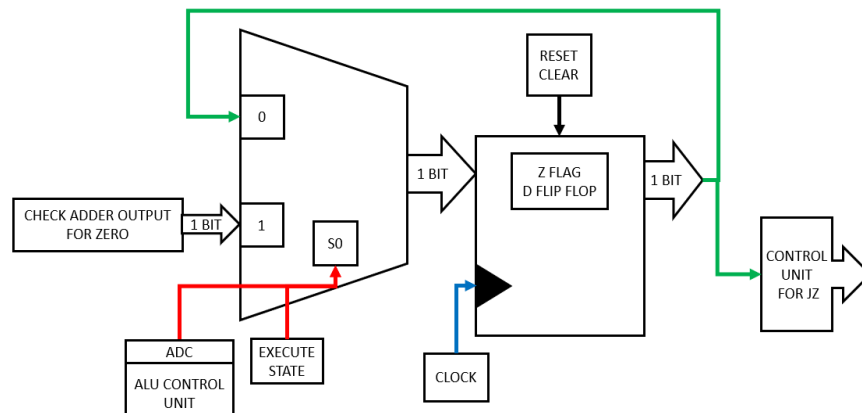 RESET
CLEAR
0
1 BIT
Z FLAG
D FLIP FLOP
1 BIT
CHECK ADDER OUTPUT
FOR ZERO
1 BIT
1
S0
CONTROL
UNIT
FOR JZ
ADC
ALU CONTROL
UNIT
EXECUTE
STATE
CLOCK